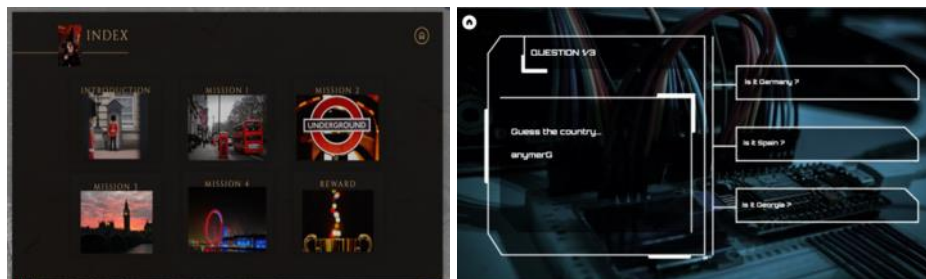 INDEX
INTRODUCTION
MISSION 1
MISSION 2
UNDERGROUND
MISSION 3
MISSION 4
REWARD
QUESTION 1/3
Guess the country...
anymerG
Is it Germany ?
Is it Spain ?
Is it Georgia ?